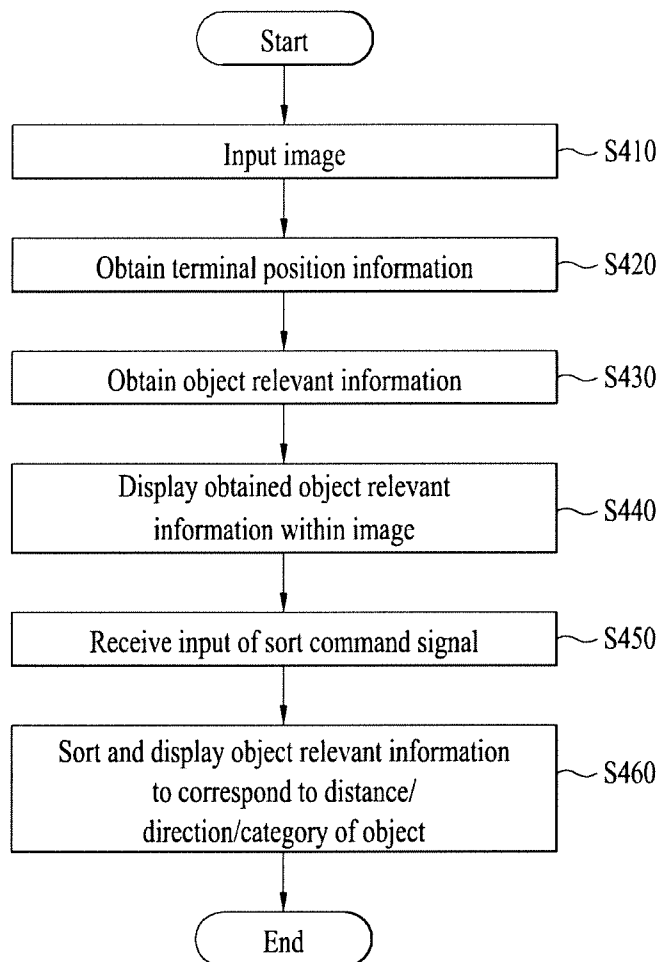 Start
Input image
S410
Obtain terminal position information
S420
Obtain object relevant information
S430
Display obtained object relevant
information within image
S440
Receive input of sort command signal
S450
Sort and display object relevant information
to correspond to distance/
direction/category of object
S460
End